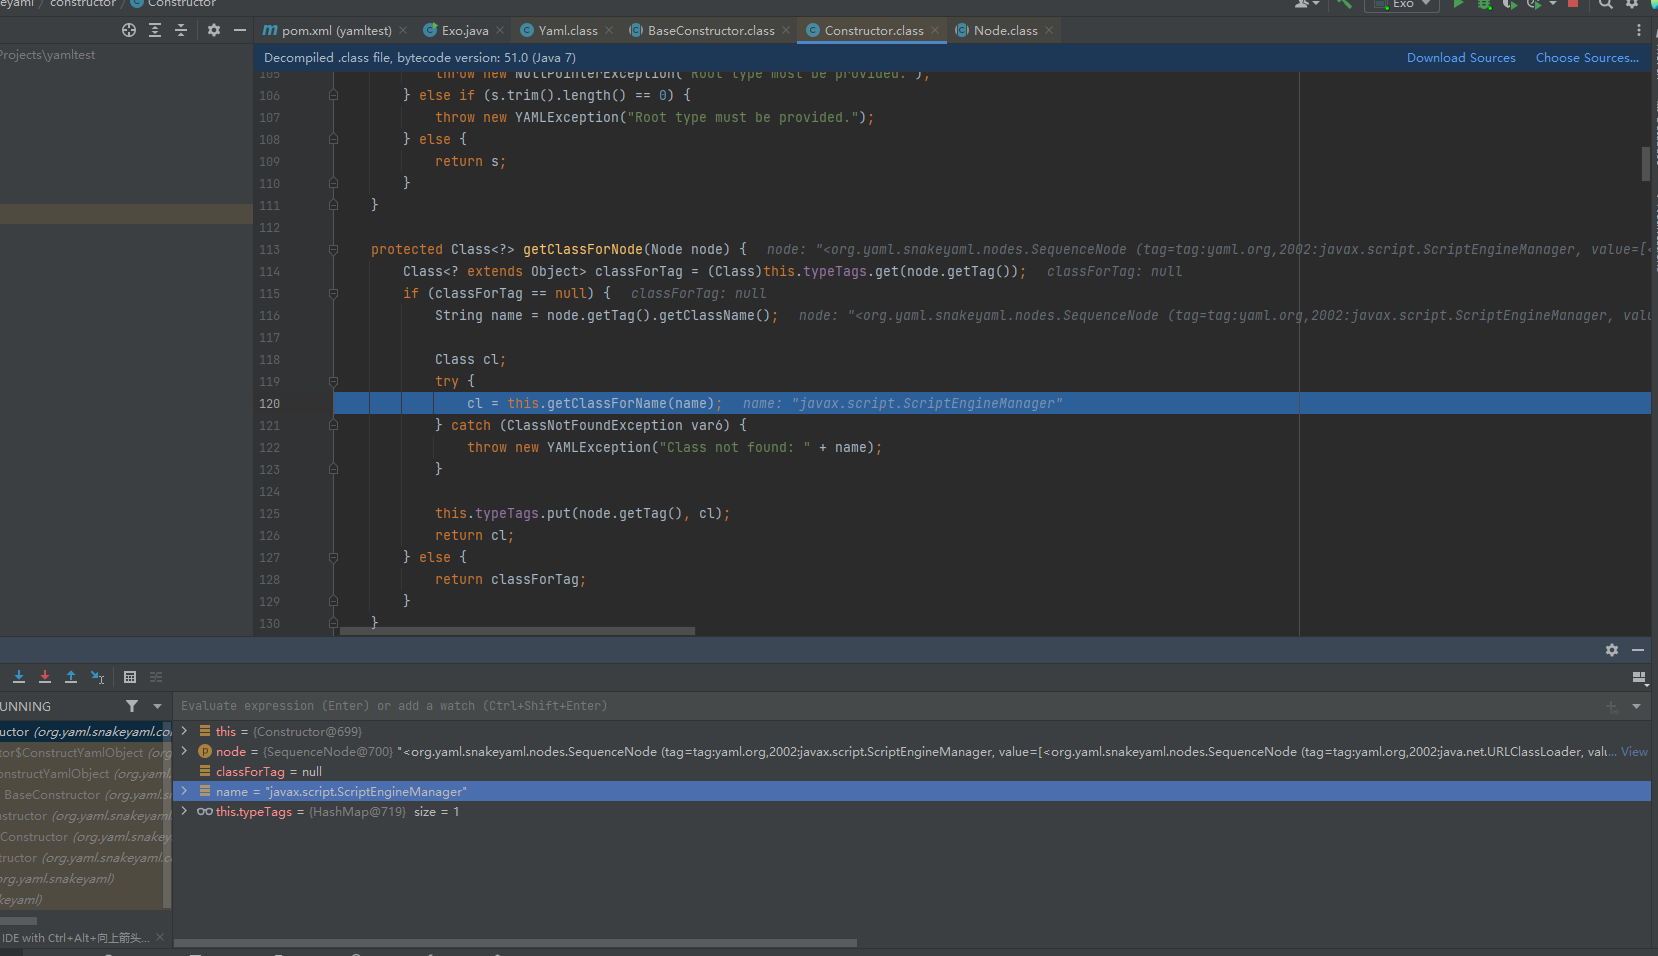 eyaml > constructor > Constructor
Exo
pom.xml (yamltest) Exo.java Yaml.class BaseConstructor.class Constructor.class Node.class
Projects\yamltest
Decompiled .class file, bytecode version: 51.0 (Java 7) Download Sources Choose Sources...
105 throw new NullPointerException("Root type must be provided.");
106 } else if (s.trim().length() == 0) {
107 throw new YAMLException("Root type must be provided.");
108 } else {
109 return s;
110 }
111 }
112
113 protected Class<?> getClassForNode(Node node) { node: "<org.yaml.snakeyaml.nodes.SequenceNode (tag=tag:yaml.org,2002:javax.script.ScriptEngineManager, value=[<
114 Class<? extends Object> classForTag = (Class)this.typeTags.get(node.getTag()); classForTag: null
115 if (classForTag == null) { classForTag: null
116 String name = node.getTag().getClassName(); node: "<org.yaml.snakeyaml.nodes.SequenceNode (tag=tag:yaml.org,2002:javax.script.ScriptEngineManager, valu
117
118 Class cl;
119 try {
120 cl = this.getClassForName(name); name: "javax.script.ScriptEngineManager"
121 } catch (ClassNotFoundException var6) {
122 throw new YAMLException("Class not found: " + name);
123 }
124
125 this.typeTags.put(node.getTag(), cl);
126 return cl;
127 } else {
128 return classForTag;
129 }
130 }
UNNING
Evaluate expression (Enter) or add a watch (Ctrl+Shift+Enter)
uctor (org.yaml.snakeyaml.co
tor$ConstructYamlObject (org
onstructYamlObject (org.yaml.
BaseConstructor (org.yaml.s
nstructor (org.yaml.snakeyam
Constructor (org.yaml.snakey
tructor (org.yaml.snakeyaml.c
org.yaml.snakeyaml)
keyaml)
this = {Constructor@699}
node = {SequenceNode@700} "<org.yaml.snakeyaml.nodes.SequenceNode (tag=tag:yaml.org,2002:javax.script.ScriptEngineManager, value=[<org.yaml.snakeyaml.nodes.SequenceNode (tag=tag:yaml.org,2002:java.net.URLClassLoader, valu... View
classForTag = null
name = "javax.script.ScriptEngineManager"
this.typeTags = {HashMap@719} size = 1
IDE with Ctrl+Alt+向上箭头...